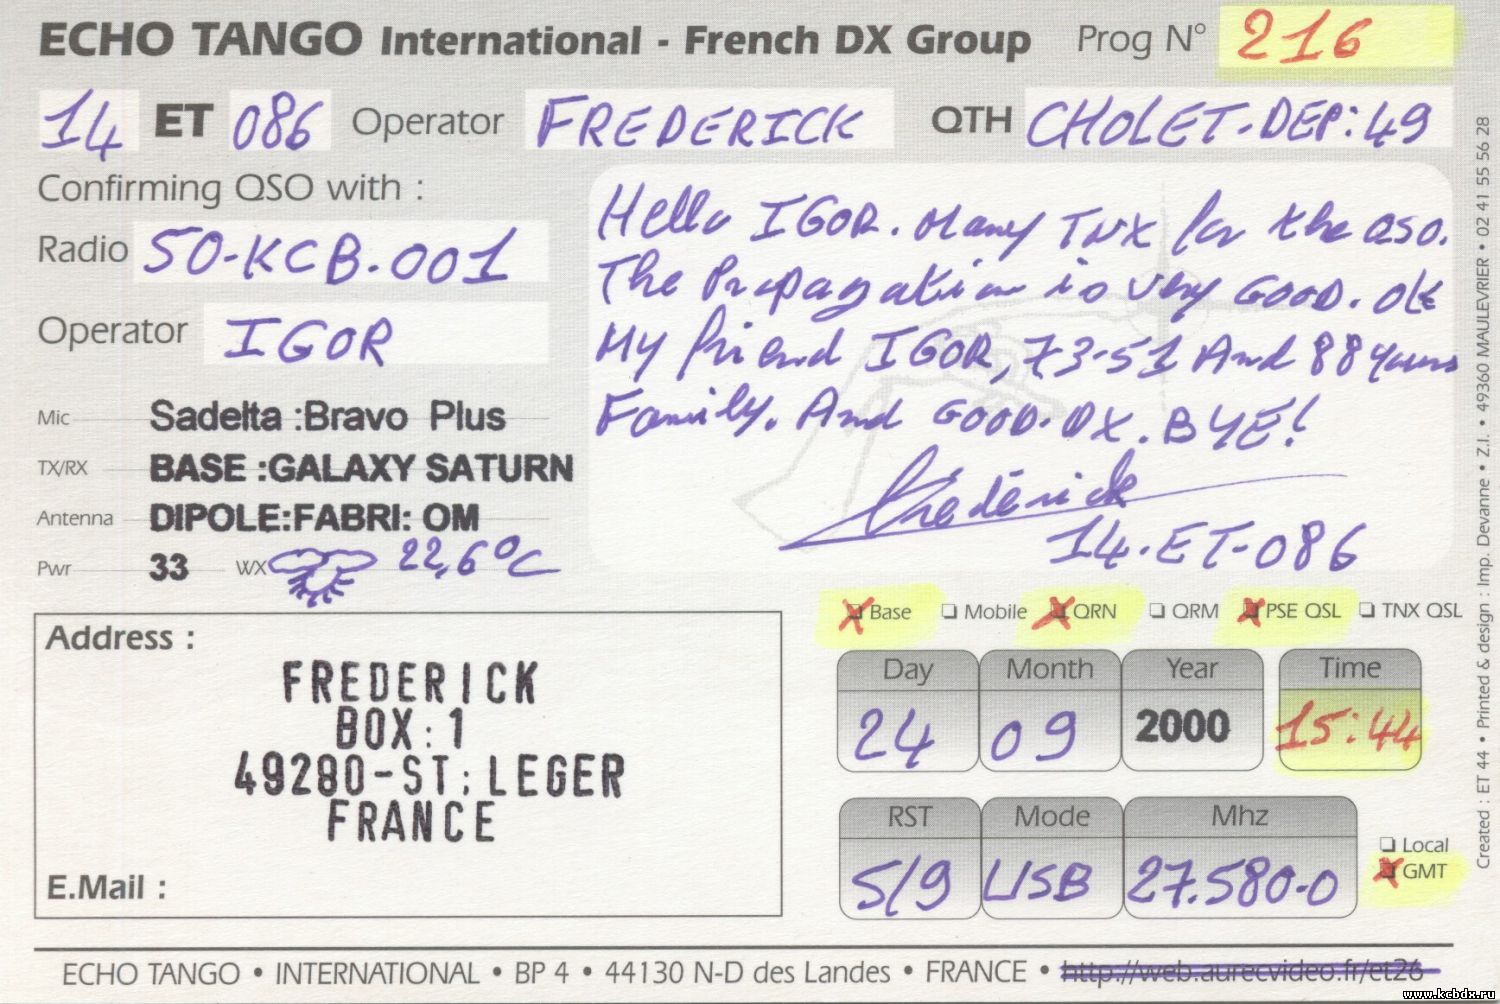 ECHO TANGO International - French DX Group Prog N° 216
14 ET 086 Operator FREDERICK QTH CHOLET-DEP:49
Confirming QSO with :
Radio 50-KCB-001
Operator IGOR
Hello IGOR. Many TNX for the QSO.
The Propagation is very GOOD. OK
My friend IGOR, 73-51 And 88 yours
Family. And GOOD.DX. BYE!
Frédérick
14.ET-086
Mic Sadelta :Bravo Plus
TX/RX BASE :GALAXY SATURN
Antenna DIPOLE:FABRI: OM
Pwr 33 WX 22,6°C
Base Mobile QRN QRM PSE QSL TNX QSL
Address :
FREDERICK
BOX:1
49280-ST:LEGER
FRANCE
E.Mail :
Day Month Year Time
24 09 2000 15:44
RST Mode Mhz
5/9 USB 27.580-0
Local
GMT
ECHO TANGO • INTERNATIONAL • BP 4 • 44130 N-D des Landes • FRANCE • http://web.aurecvideo.fr/et26
Created : ET 44 • Printed & design : Imp. Devanne • Z.I. • 49360 MAULEVRIER • 02 41 55 56 28
www.kcbdx.ru